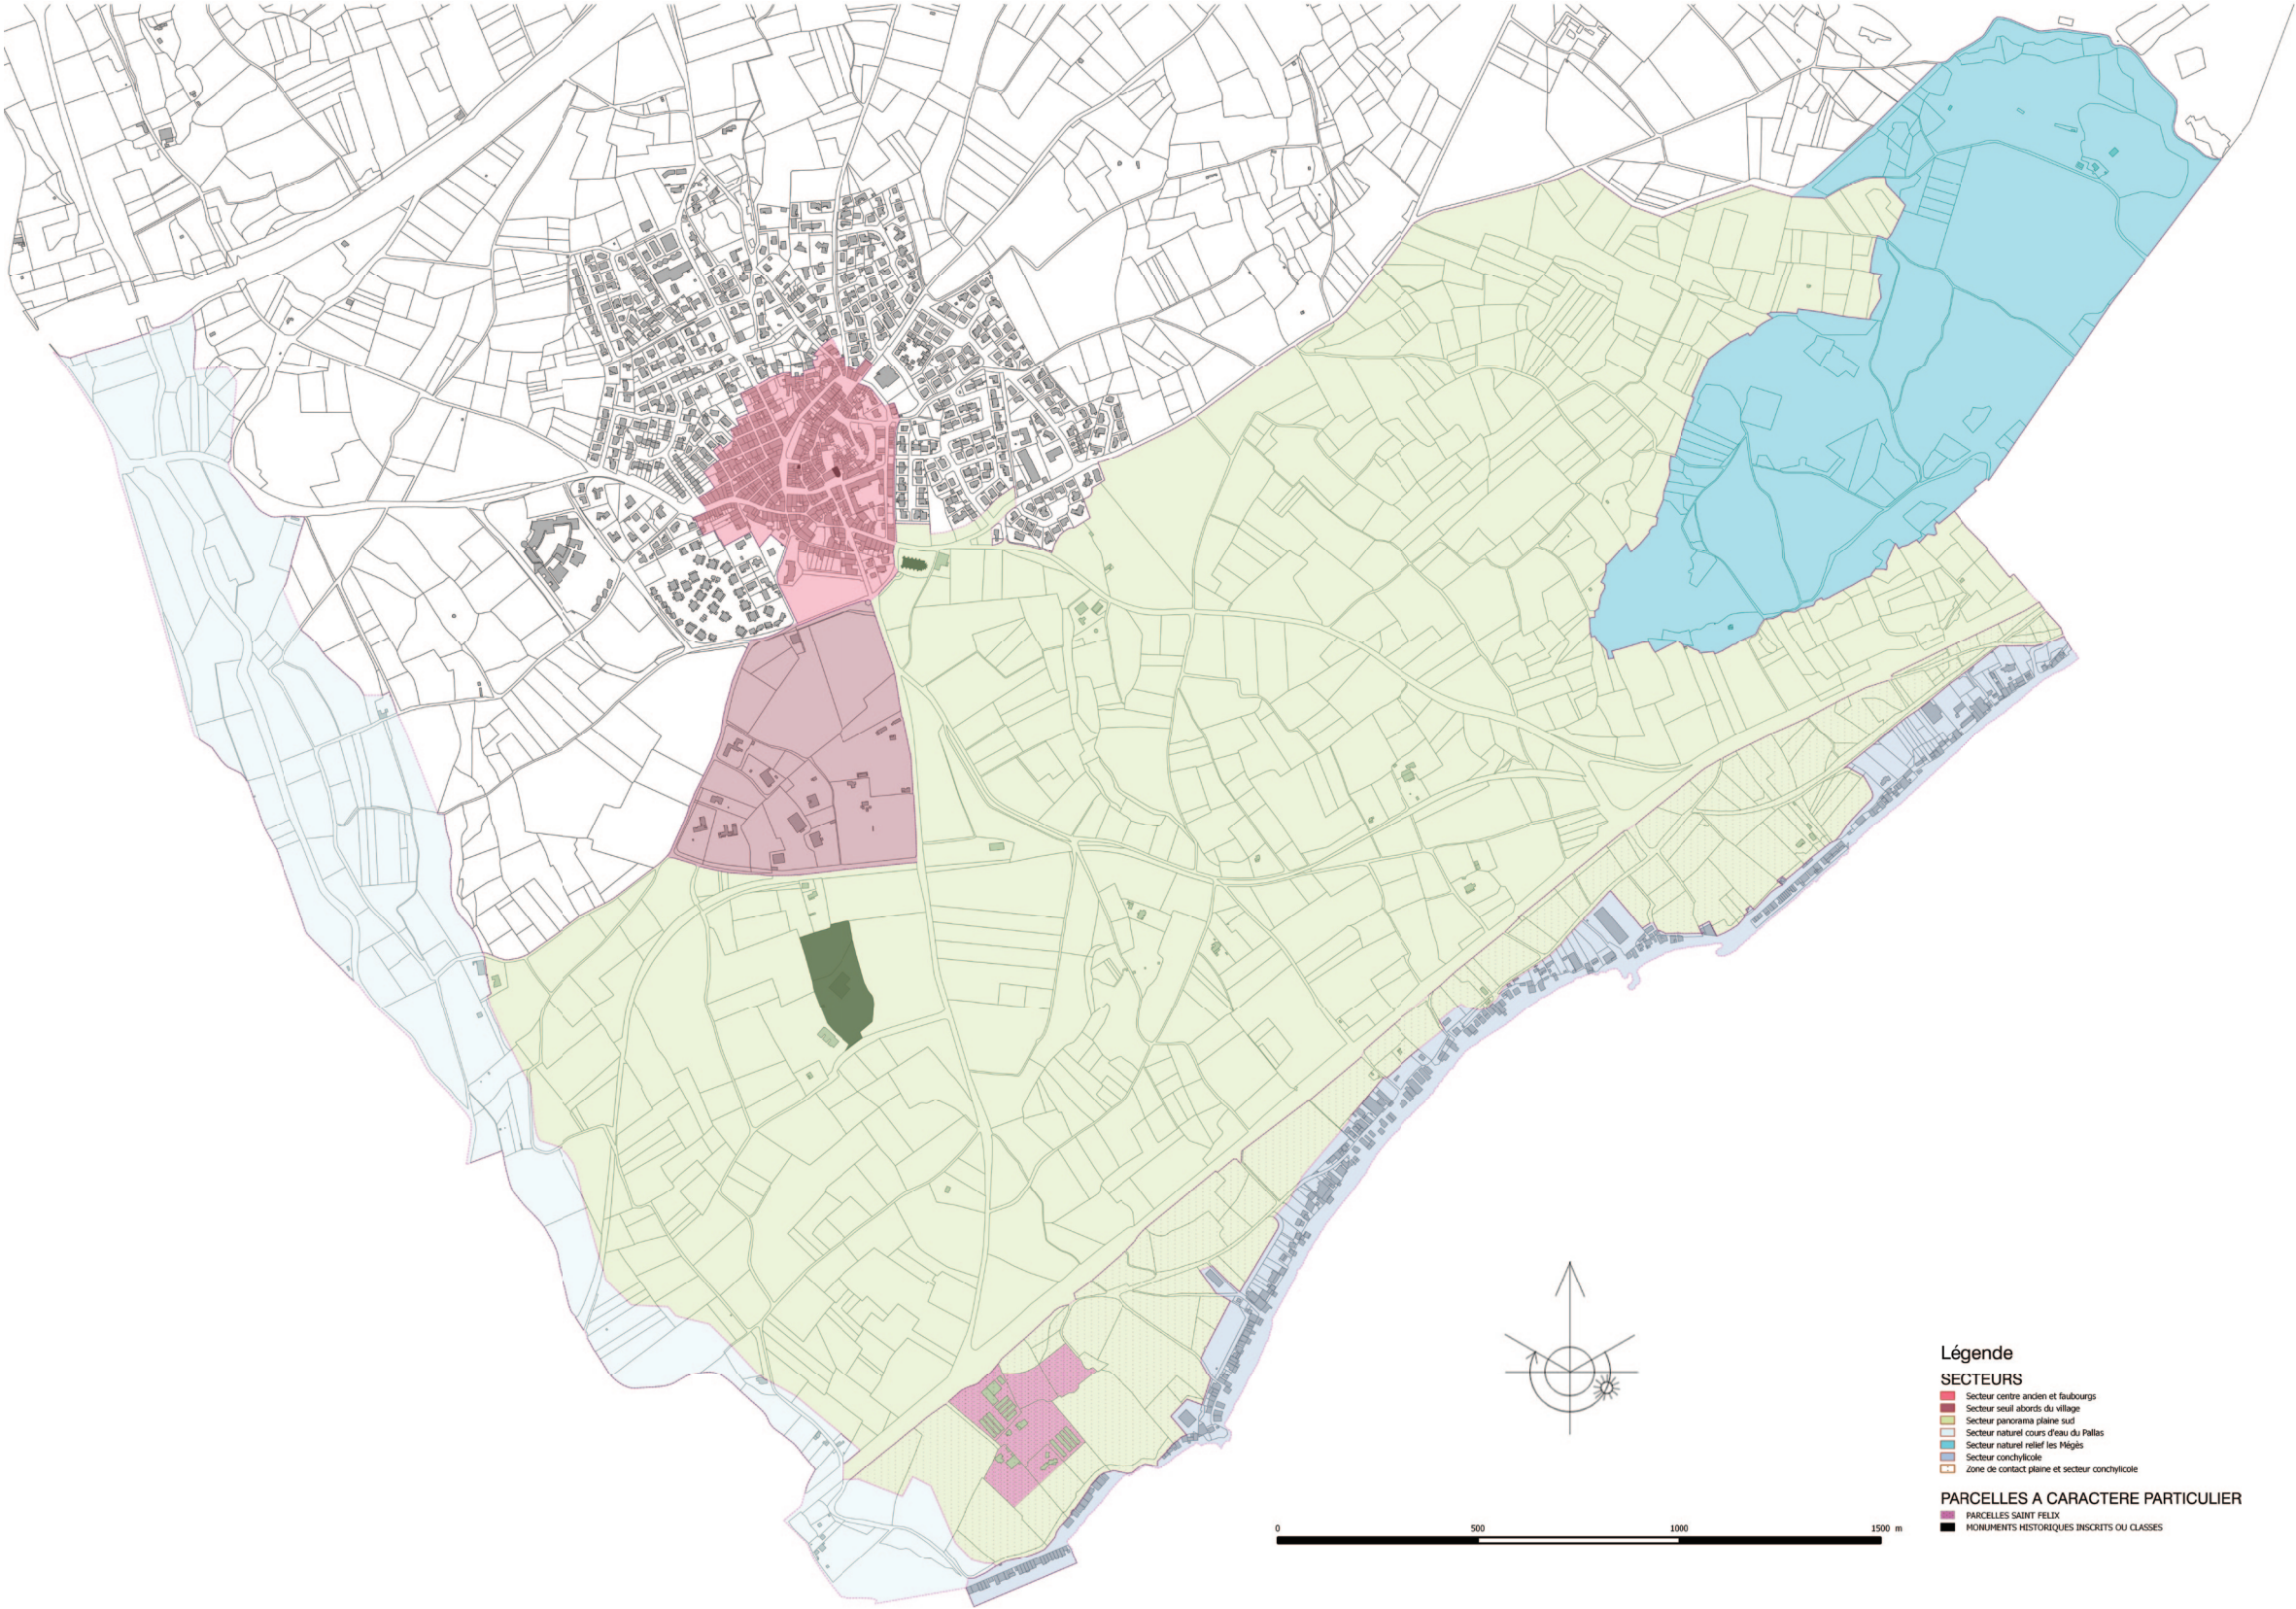 Légende
SECTEURS
Secteur centre ancien et faubourgs
Secteur seuil abords du village
Secteur panorama plaine sud
Secteur naturel cours d'eau du Pallas
Secteur naturel relief les Mégès
Secteur conchylicole
Zone de contact plaine et secteur conchylicole
PARCELLES A CARACTERE PARTICULIER
PARCELLES SAINT FELIX
MONUMENTS HISTORIQUES INSCRITS OU CLASSES
0 500 1000 1500 m